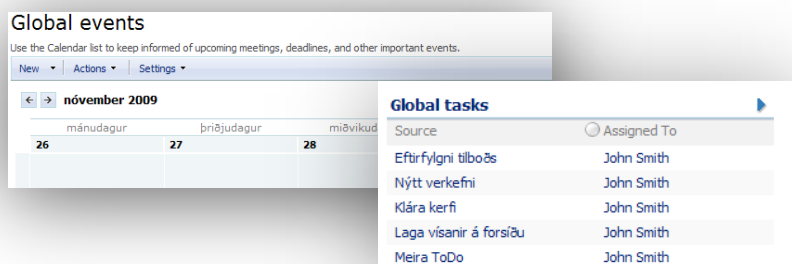 Global events
Use the Calendar list to keep informed of upcoming meetings, deadlines, and other important events.
New Actions Settings
nóvember 2009
mánudagur þriðjudagur
26 27 28
Global tasks
Source Assigned To
Eftirfylgni tilboðs John Smith
Nýtt verkefni John Smith
Klára kerfi John Smith
Laga vísanir á forsíðu John Smith
Meira ToDo John Smith